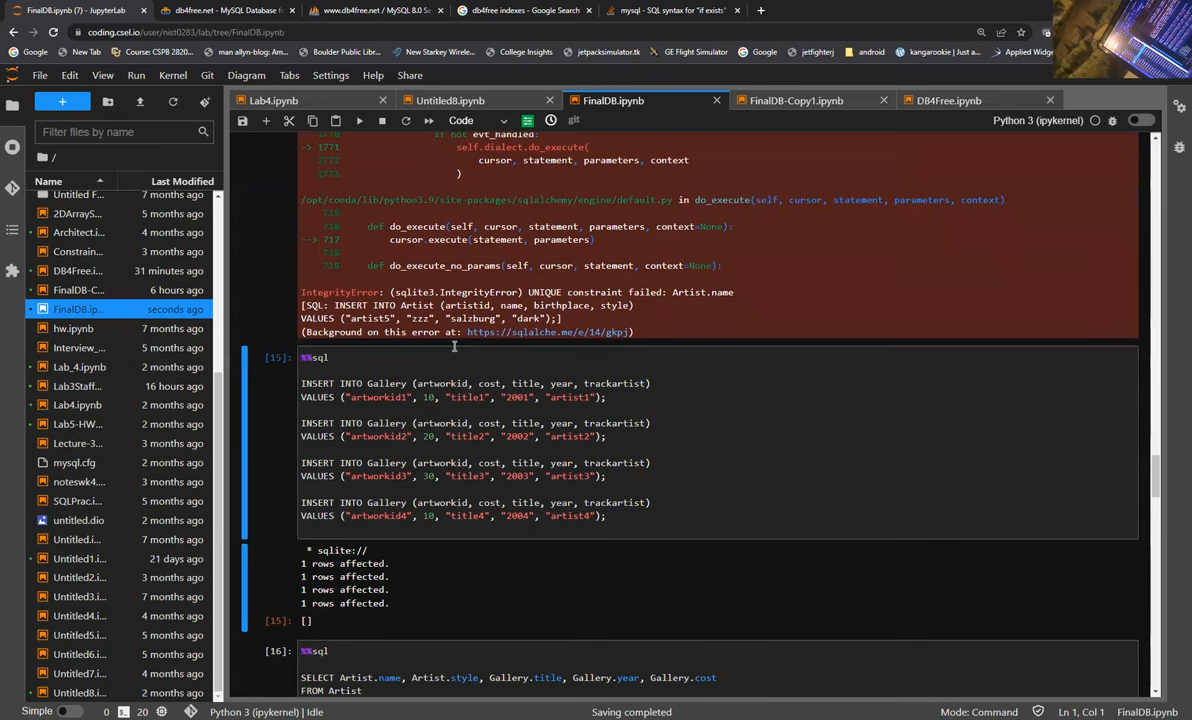 FinalDB.ipynb (7) - JupyterLab
db4free.net - MySQL Database f
www.db4free.net / MySQL 8.0 S
db4free indexes - Google Search
mysql - SQL syntax for "if exists"
coding.csel.io/user/nist0283/lab/tree/FinalDB.ipynb
Google New Tab Course: CSPB 2820... man allyn-blog: Am... Boulder Public Libr... New Starkey Wirele... College Insights jetpacksimulator.tk GE Flight Simulator Google jetfighterj android kangarookie | Just a... Applied Widg
File Edit View Run Kernel Git Diagram Tabs Settings Help Share
Lab4.ipynb Untitled8.ipynb FinalDB.ipynb FinalDB-Copy1.ipynb DB4Free.ipynb
Code git Python 3 (ipykernel)
Filter files by name
/
Name Last Modified
Untitled F... 7 months ago
2DArrayS... 5 months ago
Architect.i... 4 months ago
Constrain... 3 months ago
DB4Free.i... 31 minutes ago
FinalDB-C... 6 hours ago
FinalDB.ip... seconds ago
hw.ipynb 7 months ago
Interview_... 4 months ago
Lab_4.ipynb 2 months ago
Lab3Staff... 16 hours ago
Lab4.ipynb 2 months ago
Lab5-HW... 2 months ago
Lecture-3... 2 months ago
mysql.cfg 2 months ago
noteswk4... 2 months ago
SQLPrac.i... 5 months ago
untitled.dio 2 months ago
Untitled.i... 7 months ago
Untitled1.i... 21 days ago
Untitled2.i... 3 months ago
Untitled3.i... 7 months ago
Untitled4.i... 4 months ago
Untitled5.i... 5 months ago
Untitled6.i... 5 months ago
Untitled7.i... 4 months ago
Untitled8.i... 2 months ago
1770 if not evt_handled:
-> 1771 self.dialect.do_execute(
1772 cursor, statement, parameters, context
1773 )
/opt/conda/lib/python3.9/site-packages/sqlalchemy/engine/default.py in do_execute(self, cursor, statement, parameters, context)
715
716 def do_execute(self, cursor, statement, parameters, context=None):
--> 717 cursor.execute(statement, parameters)
718
719 def do_execute_no_params(self, cursor, statement, context=None):
IntegrityError: (sqlite3.IntegrityError) UNIQUE constraint failed: Artist.name
[SQL: INSERT INTO Artist (artistid, name, birthplace, style)
VALUES ("artist5", "zzz", "salzburg", "dark");]
(Background on this error at: https://sqlalche.me/e/14/gkpj)
[15]: %%sql
INSERT INTO Gallery (artworkid, cost, title, year, trackartist)
VALUES ("artworkid1", 10, "title1", "2001", "artist1");
INSERT INTO Gallery (artworkid, cost, title, year, trackartist)
VALUES ("artworkid2", 20, "title2", "2002", "artist2");
INSERT INTO Gallery (artworkid, cost, title, year, trackartist)
VALUES ("artworkid3", 30, "title3", "2003", "artist3");
INSERT INTO Gallery (artworkid, cost, title, year, trackartist)
VALUES ("artworkid4", 10, "title4", "2004", "artist4");
* sqlite://
1 rows affected.
1 rows affected.
1 rows affected.
1 rows affected.
[15]: []
[16]: %%sql
SELECT Artist.name, Artist.style, Gallery.title, Gallery.year, Gallery.cost
FROM Artist
Simple 0 20 Python 3 (ipykernel) | Idle Saving completed Mode: Command Ln 1, Col 1 FinalDB.ipynb